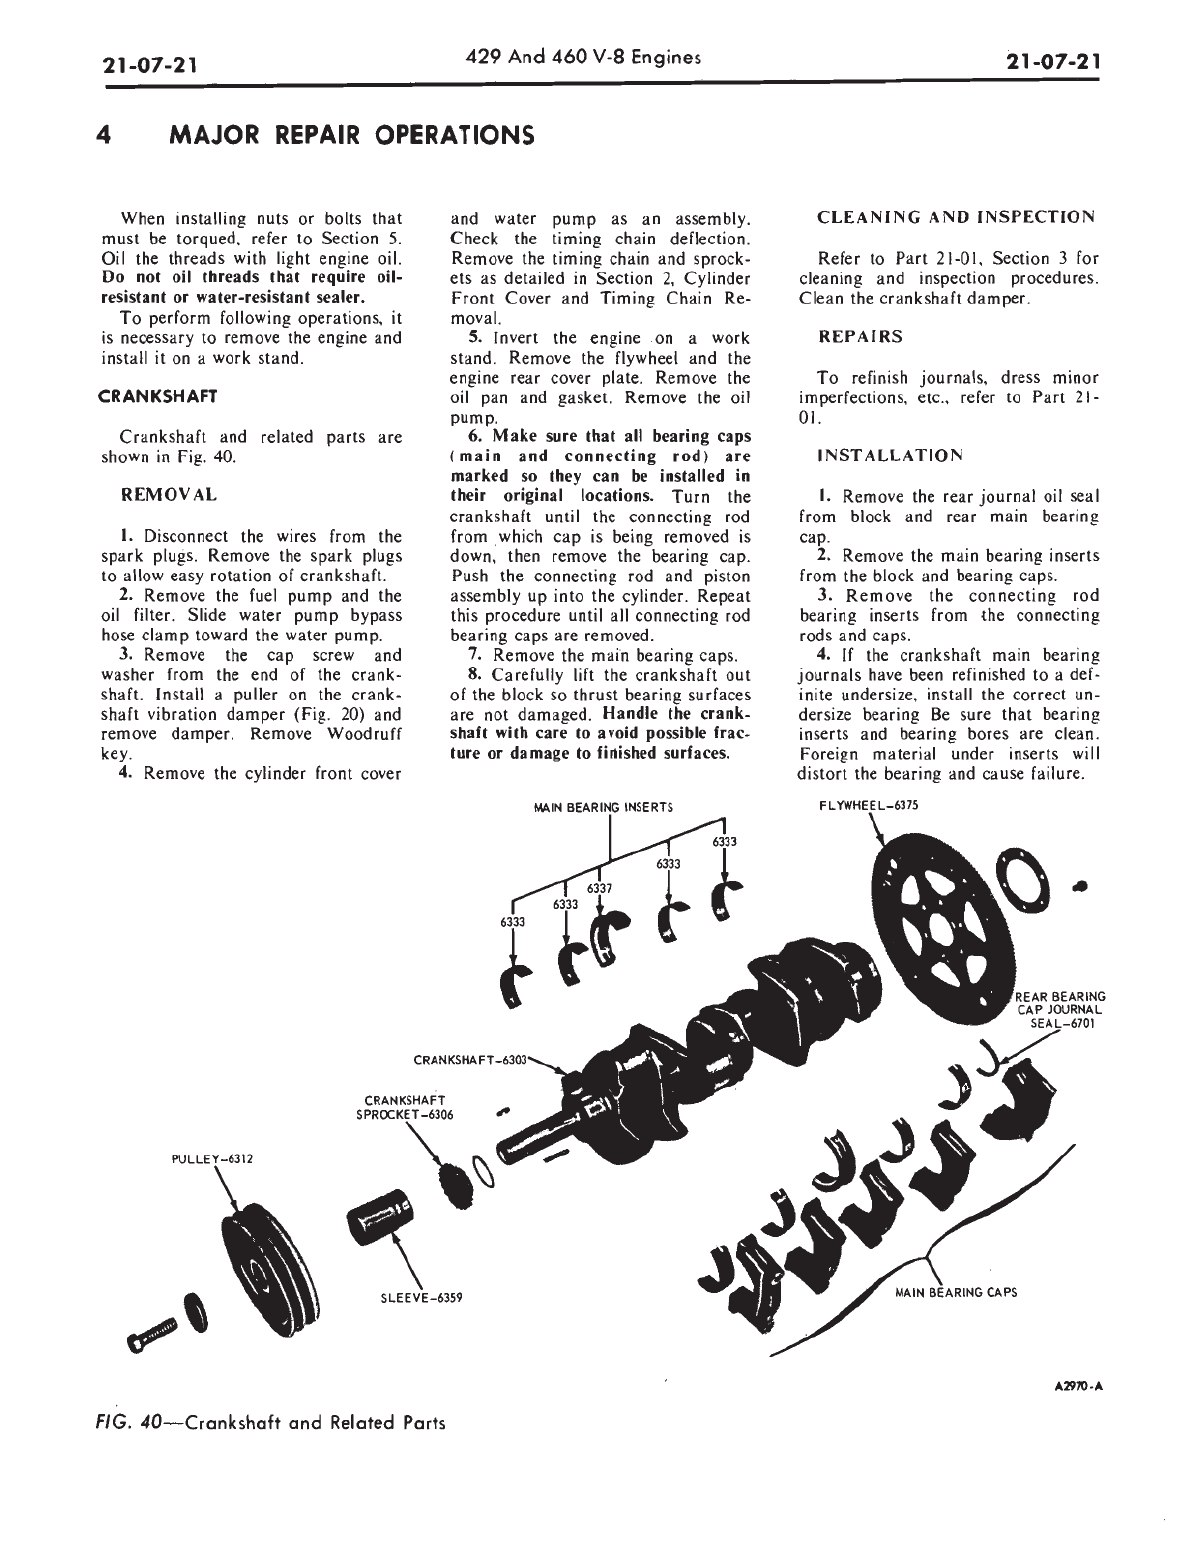 21-07-21
429 And 460 V-8 Engines
21-07-21
4 MAJOR REPAIR OPERATIONS
When installing nuts or bolts that
must be torqued, refer to Section 5.
Oil the threads with light engine oil.
Do not oil threads that require oil-
resistant or water-resistant sealer.
To perform following operations, it
is necessary to remove the engine and
install it on a work stand.
CRANKSHAFT
Crankshaft and related parts are
shown in Fig. 40.
REMOVAL
1. Disconnect the wires from the
spark plugs. Remove the spark plugs
to allow easy rotation of crankshaft.
2. Remove the fuel pump and the
oil filter. Slide water pump bypass
hose clamp toward the water pump.
3. Remove the cap screw and
washer from the end of the crank-
shaft. Install a puller on the crank-
shaft vibration damper (Fig. 20) and
remove damper. Remove Woodruff
key.
4. Remove the cylinder front cover
and water pump as an assembly.
Check the timing chain deflection.
Remove the timing chain and sprock-
ets as detailed in Section 2, Cylinder
Front Cover and Timing Chain Re-
moval.
5. Invert the engine on a work
stand. Remove the flywheel and the
engine rear cover plate. Remove the
oil pan and gasket. Remove the oil
pump.
6. Make sure that all bearing caps
(main and connecting rod) are
marked so they can be installed in
their original locations. Turn the
crankshaft until the connecting rod
from which cap is being removed is
down, then remove the bearing cap.
Push the connecting rod and piston
assembly up into the cylinder. Repeat
this procedure until all connecting rod
bearing caps are removed.
7. Remove the main bearing caps.
8. Carefully lift the crankshaft out
of the block so thrust bearing surfaces
are not damaged. Handle the crank-
shaft with care to avoid possible frac-
ture or damage to finished surfaces.
CLEANING AND INSPECTION
Refer to Part 21-01, Section 3 for
cleaning and inspection procedures.
Clean the crankshaft damper.
REPAIRS
To refinish journals, dress minor
imperfections, etc., refer to Part 21-
01.
INSTALLATION
1. Remove the rear journal oil seal
from block and rear main bearing
cap.
2. Remove the main bearing inserts
from the block and bearing caps.
3. Remove the connecting rod
bearing inserts from the connecting
rods and caps.
4. If the crankshaft main bearing
journals have been refinished to a def-
inite undersize, install the correct un-
dersize bearing Be sure that bearing
inserts and bearing bores are clean.
Foreign material under inserts will
distort the bearing and cause failure.
MAIN BEARING INSERTS
FLYWHEEL-6375
6333
6333
6337
6333
6333
REAR BEARING
CAP JOURNAL
SEAL-6701
CRANKSHAFT-6303
CRANKSHAFT
SPROCKET-6306
PULLEY-6312
SLEEVE-6359
MAIN BEARING CAPS
A2970-A
FIG. 40—Crankshaft and Related Parts